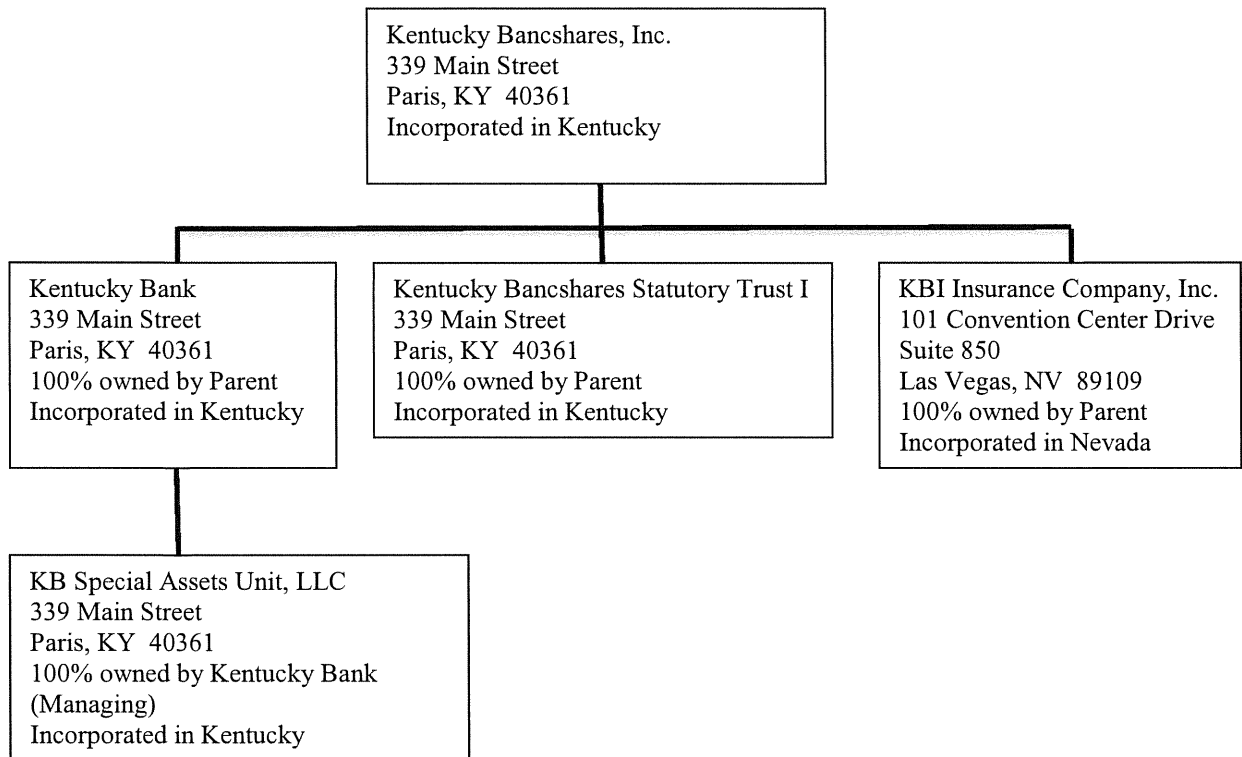 Kentucky Bancshares, Inc.
339 Main Street
Paris, KY  40361
Incorporated in Kentucky
Kentucky Bank
339 Main Street
Paris, KY  40361
100% owned by Parent
Incorporated in Kentucky
Kentucky Bancshares Statutory Trust I
339 Main Street
Paris, KY  40361
100% owned by Parent
Incorporated in Kentucky
KBI Insurance Company, Inc.
101 Convention Center Drive
Suite 850
Las Vegas, NV  89109
100% owned by Parent
Incorporated in Nevada
KB Special Assets Unit, LLC
339 Main Street
Paris, KY  40361
100% owned by Kentucky Bank
(Managing)
Incorporated in Kentucky